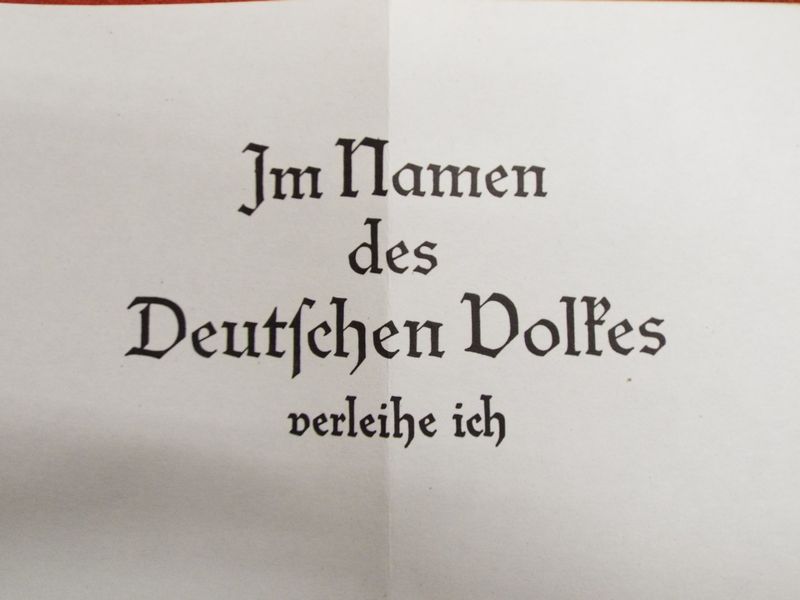 Im Namen
des
Deutſchen Volkes
verleihe ich